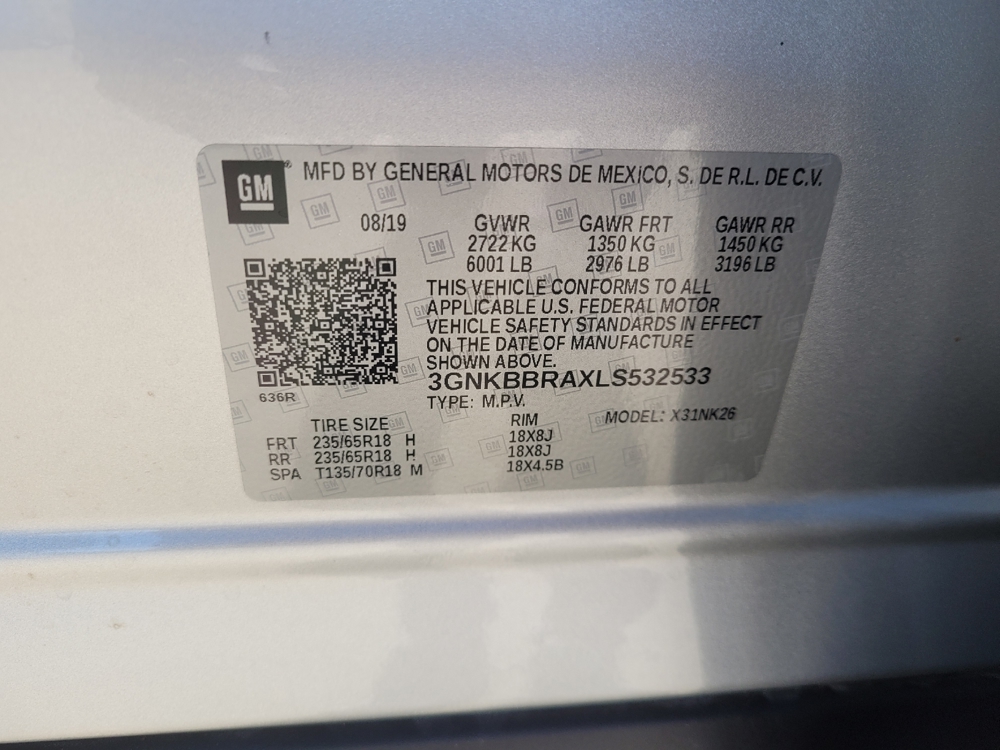 GM ® MFD BY GENERAL MOTORS DE MEXICO, S. DE R.L. DE C.V.
08/19 GVWR GAWR FRT GAWR RR
2722 KG 1350 KG 1450 KG
6001 LB 2976 LB 3196 LB
THIS VEHICLE CONFORMS TO ALL
APPLICABLE U.S. FEDERAL MOTOR
VEHICLE SAFETY STANDARDS IN EFFECT
ON THE DATE OF MANUFACTURE
SHOWN ABOVE.
3GNKBBRAXLS532533
636R
TYPE: M.P.V.
TIRE SIZE RIM MODEL: X31NK26
FRT 235/65R18 H 18X8J
RR 235/65R18 H 18X8J
SPA T135/70R18 M 18X4.5B